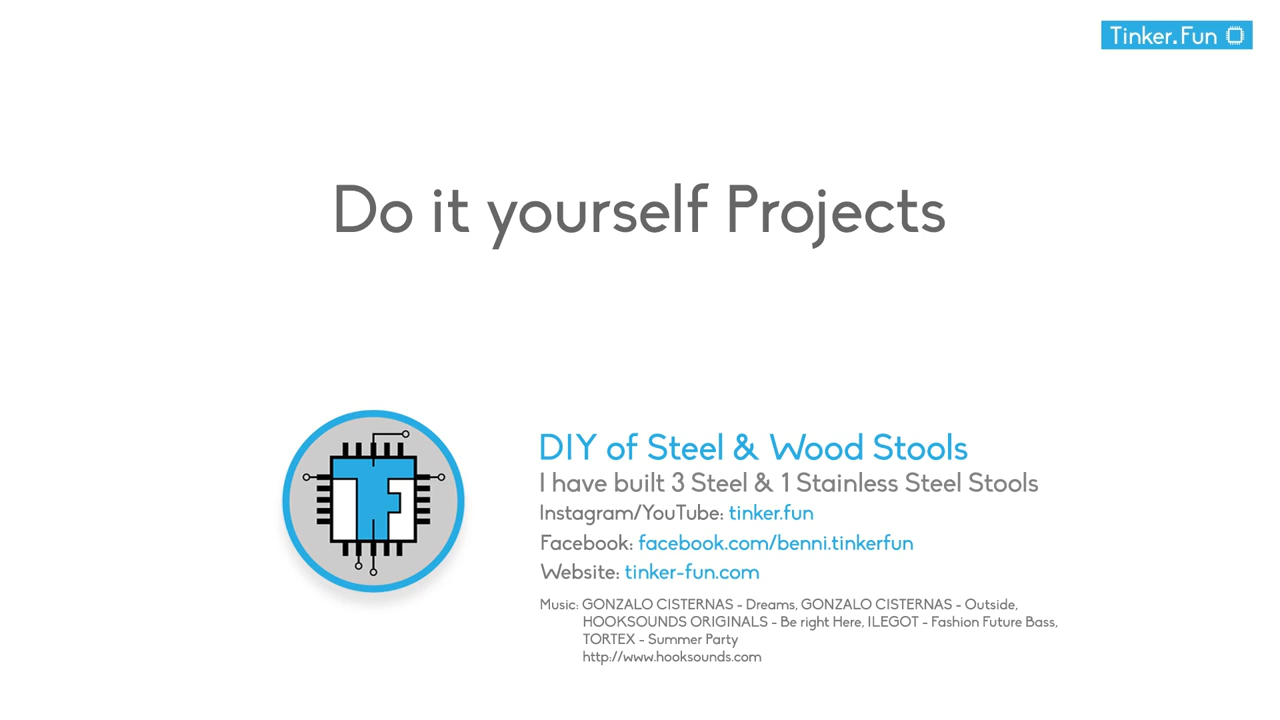 Tinker.Fun
Do it yourself Projects
TF
DIY of Steel & Wood Stools
I have built 3 Steel & 1 Stainless Steel Stools
Instagram/YouTube: tinker.fun
Facebook: facebook.com/benni.tinkerfun
Website: tinker-fun.com
Music: GONZALO CISTERNAS - Dreams, GONZALO CISTERNAS - Outside,
HOOKSOUNDS ORIGINALS - Be right Here, ILEGOT - Fashion Future Bass,
TORTEX - Summer Party
http://www.hooksounds.com